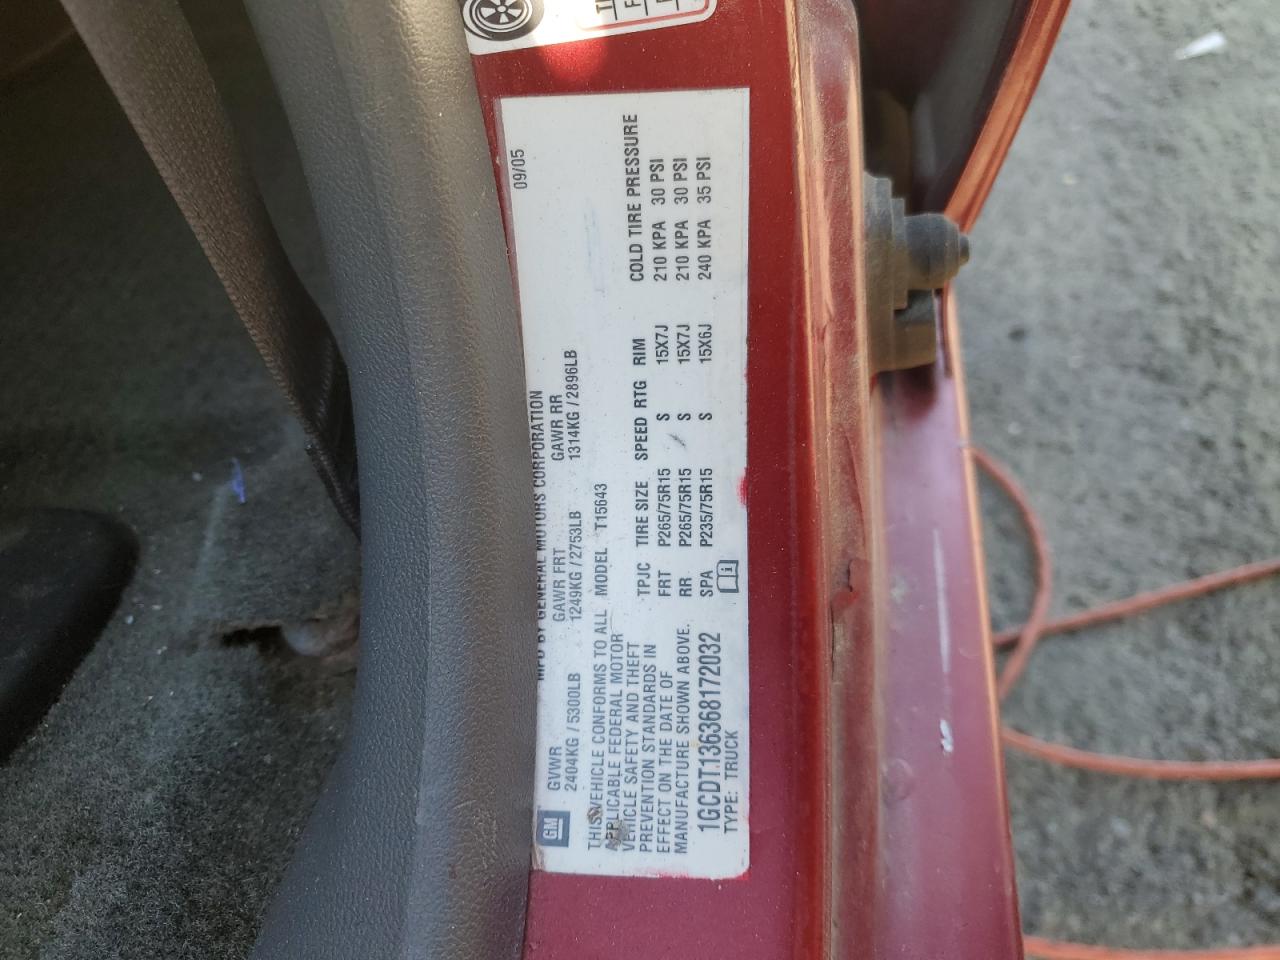 MFD BY GENERAL MOTORS CORPORATION
09/05
GM
GVWR GAWR FRT GAWR RR
2404KG / 5300LB 1249KG / 2753LB 1314KG / 2896LB
THIS VEHICLE CONFORMS TO ALL
APPLICABLE FEDERAL MOTOR
VEHICLE SAFETY AND THEFT
PREVENTION STANDARDS IN
EFFECT ON THE DATE OF
MANUFACTURE SHOWN ABOVE.
1GCDT136368172032
TYPE: TRUCK
MODEL T15643
TPJC TIRE SIZE SPEED RTG RIM COLD TIRE PRESSURE
FRT P265/75R15 S 15X7J 210 KPA 30 PSI
RR P265/75R15 S 15X7J 210 KPA 30 PSI
SPA P235/75R15 S 15X6J 240 KPA 35 PSI
i